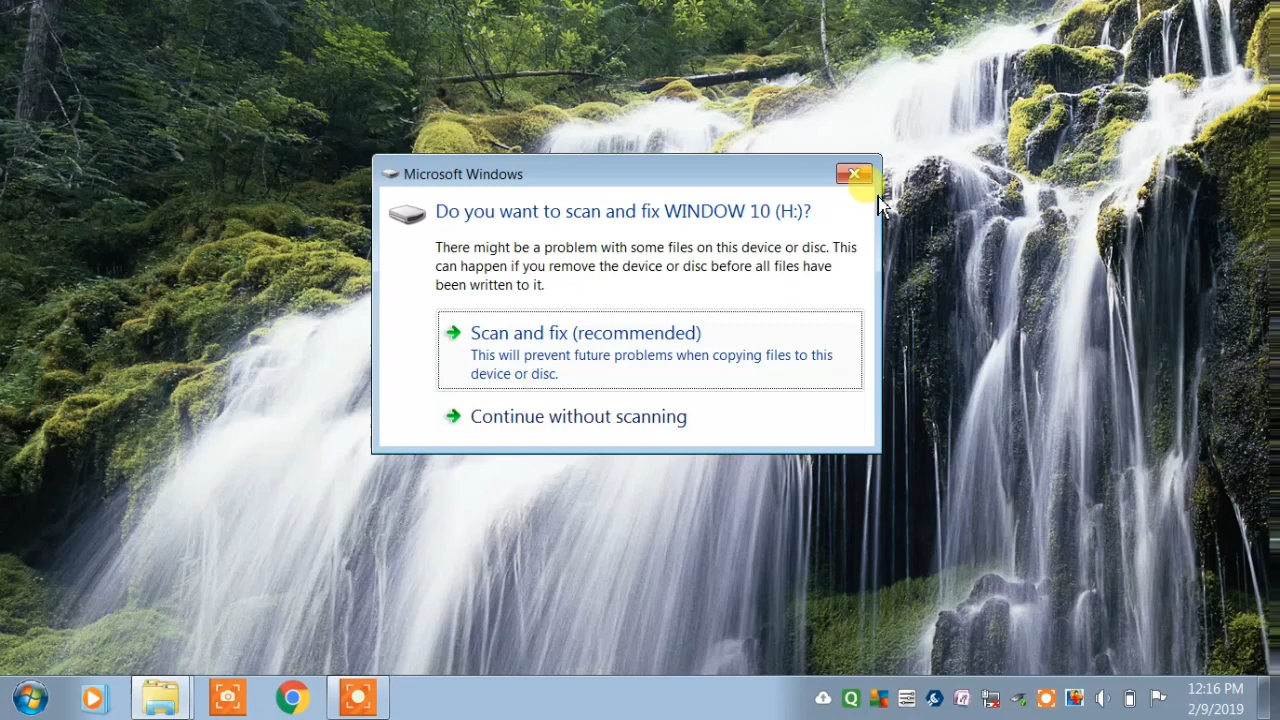 Microsoft Windows
Do you want to scan and fix WINDOW 10 (H:)?
There might be a problem with some files on this device or disc. This
can happen if you remove the device or disc before all files have
been written to it.
Scan and fix (recommended)
This will prevent future problems when copying files to this
device or disc.
Continue without scanning
12:16 PM
2/9/2019